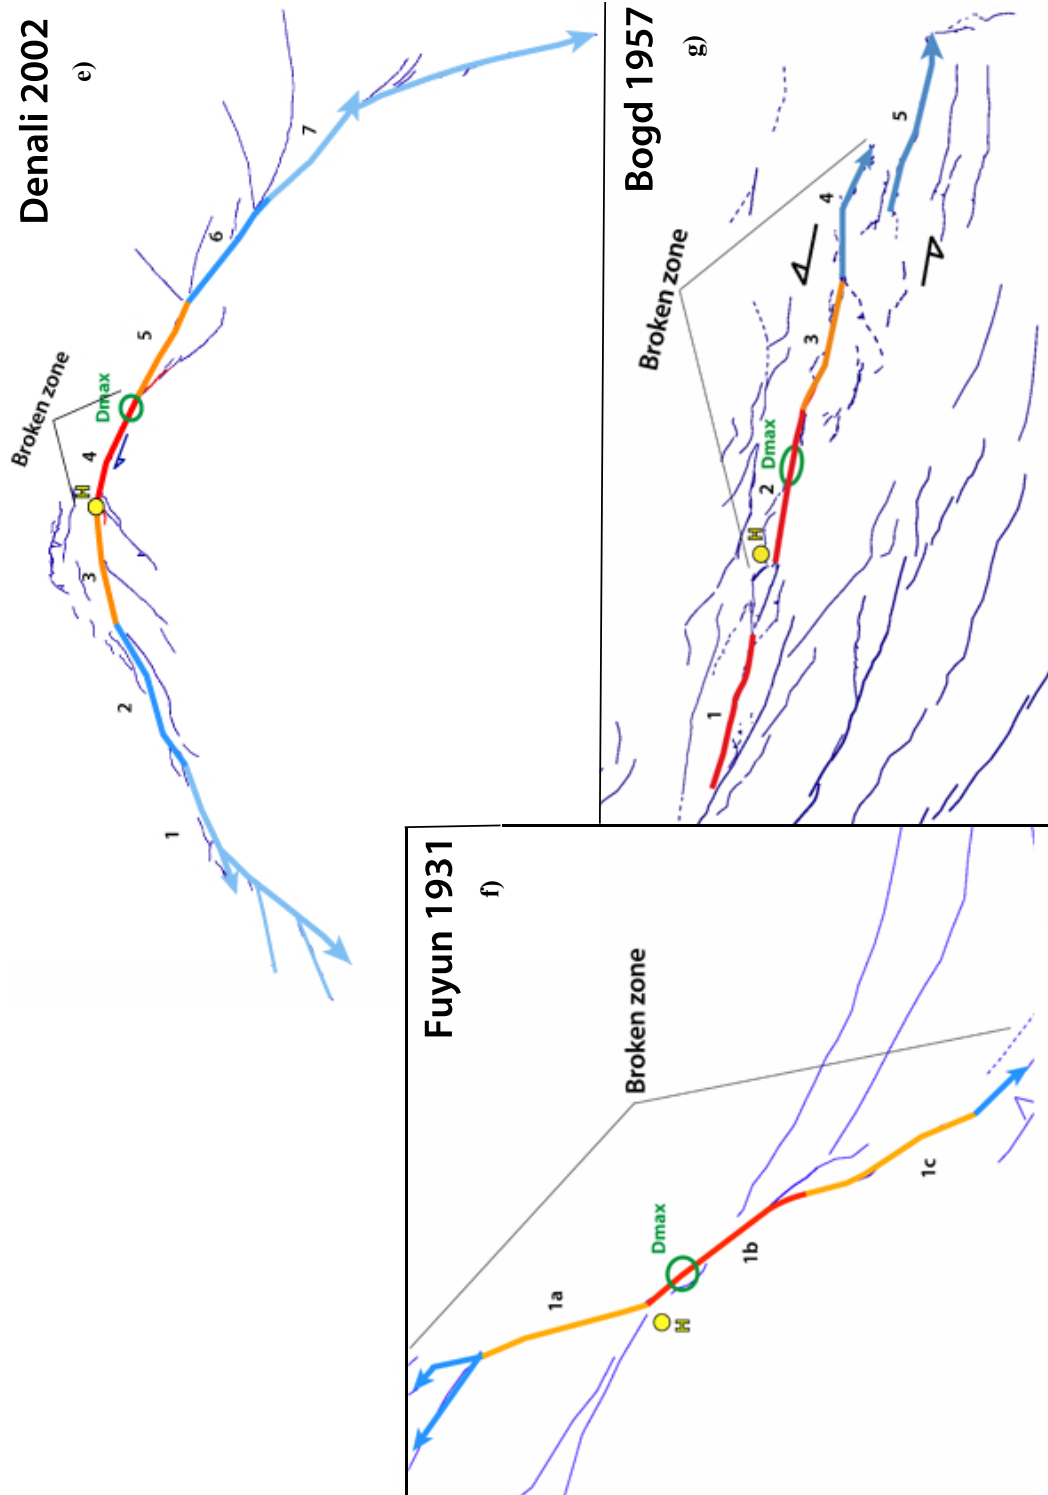 Denali 2002
e)
Broken zone
Dmax
H
1
2
3
4
5
6
7
Fuyun 1931
f)
Broken zone
Dmax
H
1a
1b
1c
Bogd 1957
g)
Broken zone
Dmax
H
1
2
3
4
5